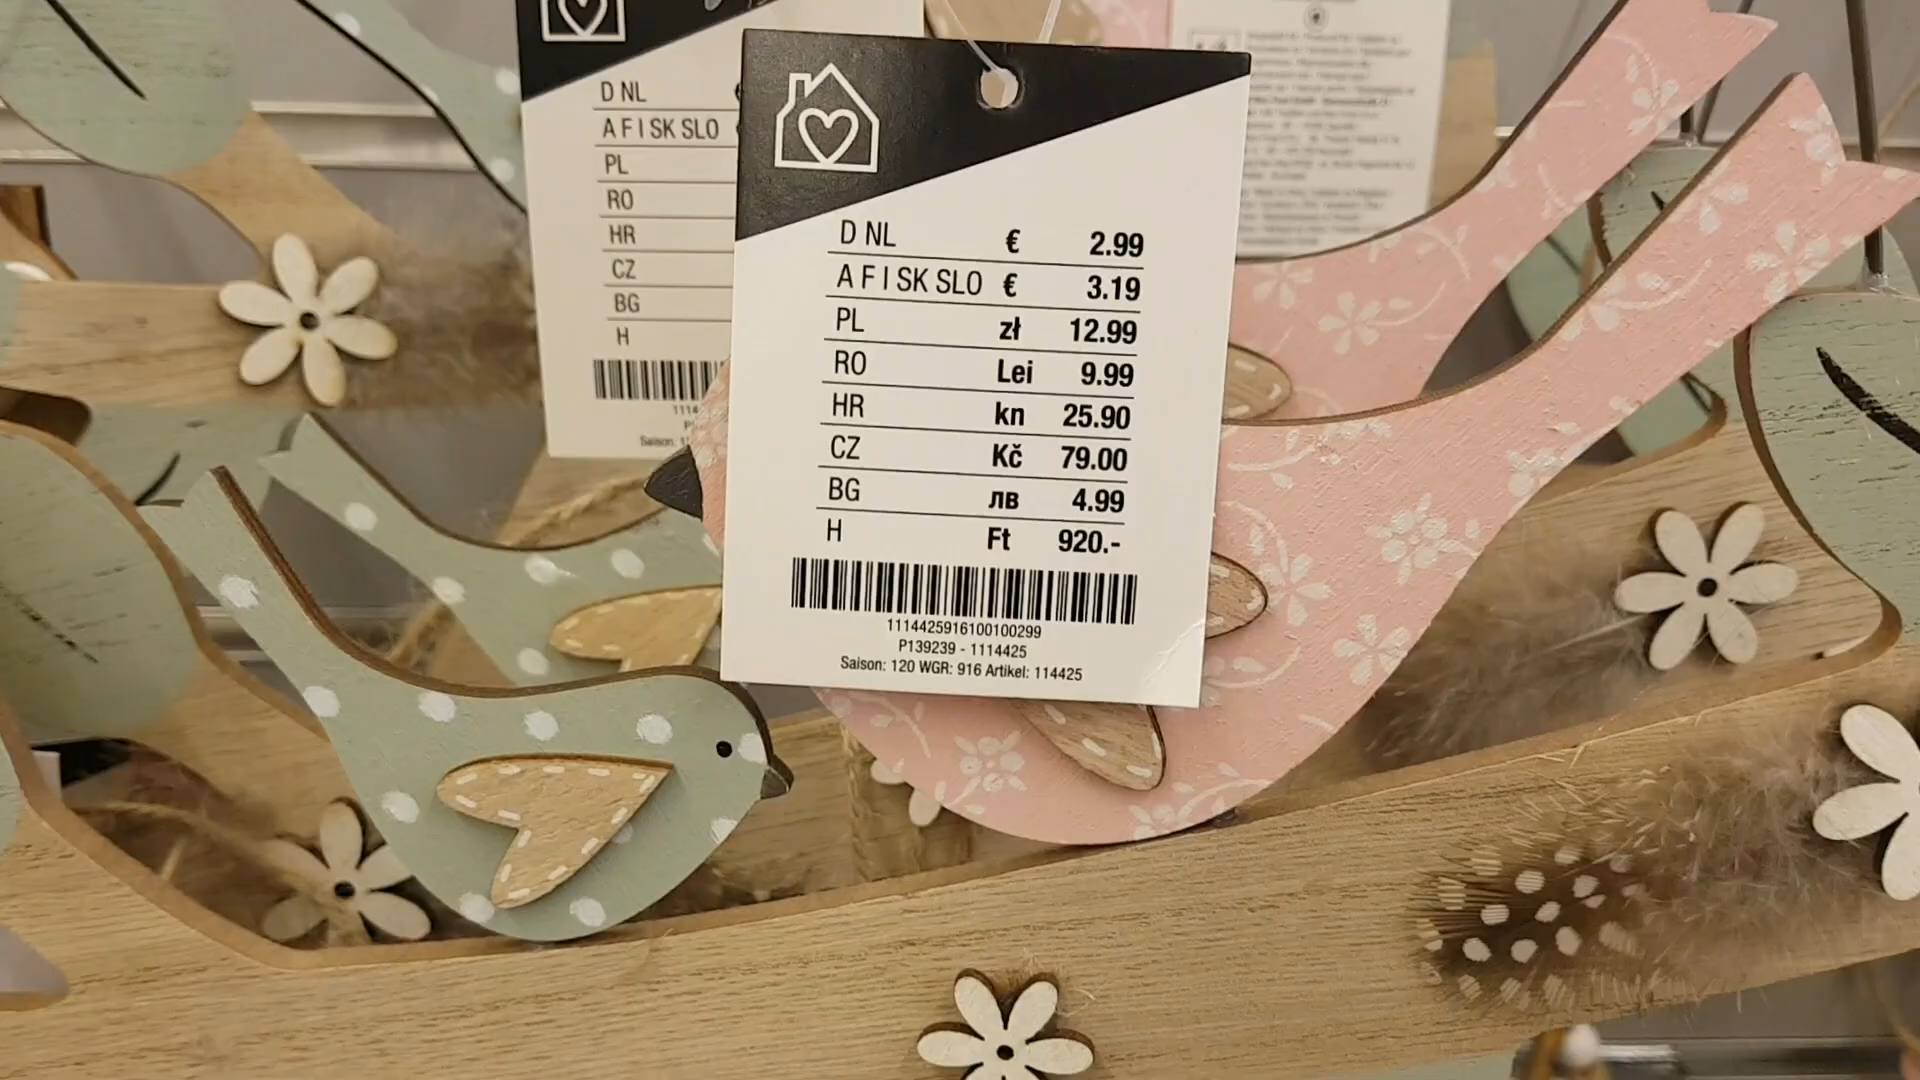 D NL
A F I SK SLO
PL
RO
HR
CZ
BG
H
D NL € 2.99
A F I SK SLO € 3.19
PL zł 12.99
RO Lei 9.99
HR kn 25.90
CZ Kč 79.00
BG лв 4.99
H Ft 920.-
1114425916100100299
P139239 - 1114425
Saison: 120 WGR: 916 Artikel: 114425